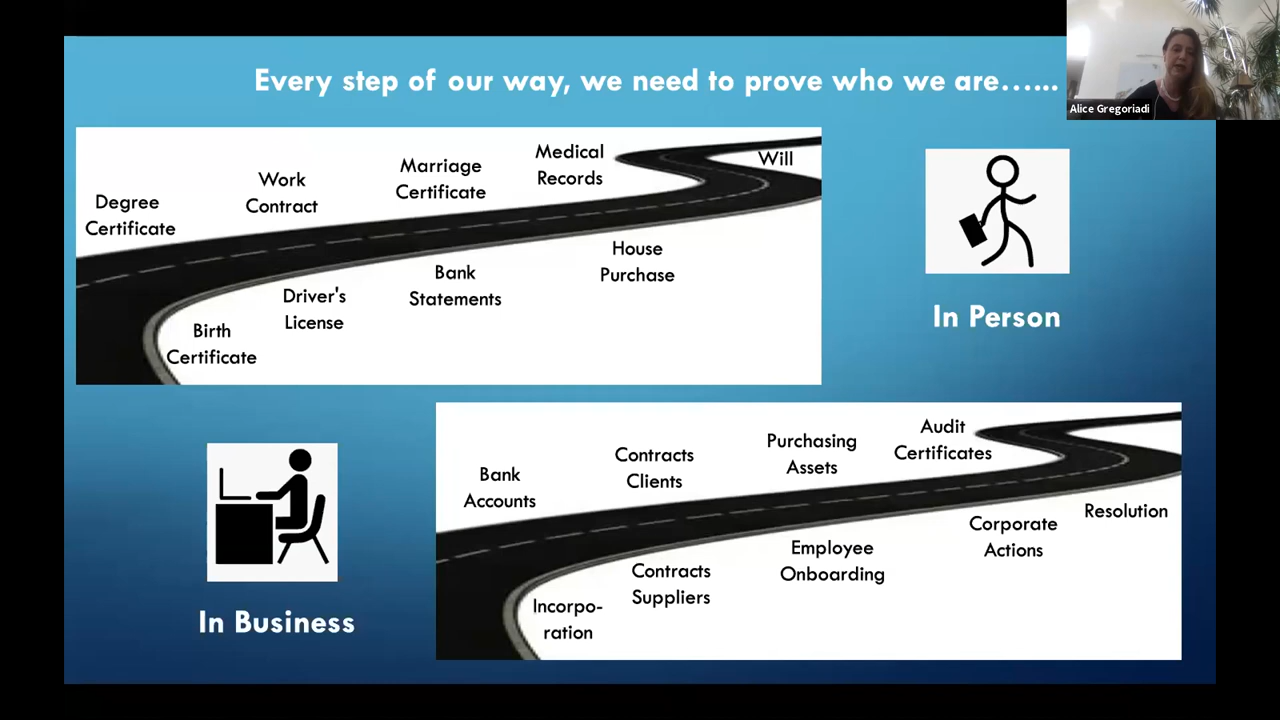 Every step of our way, we need to prove who we are…...
Alice Gregoriadi
Degree
Certificate
Work
Contract
Marriage
Certificate
Medical
Records
Will
Birth
Certificate
Driver's
License
Bank
Statements
House
Purchase
In Person
In Business
Bank
Accounts
Contracts
Clients
Purchasing
Assets
Audit
Certificates
Incorpo-
ration
Contracts
Suppliers
Employee
Onboarding
Corporate
Actions
Resolution